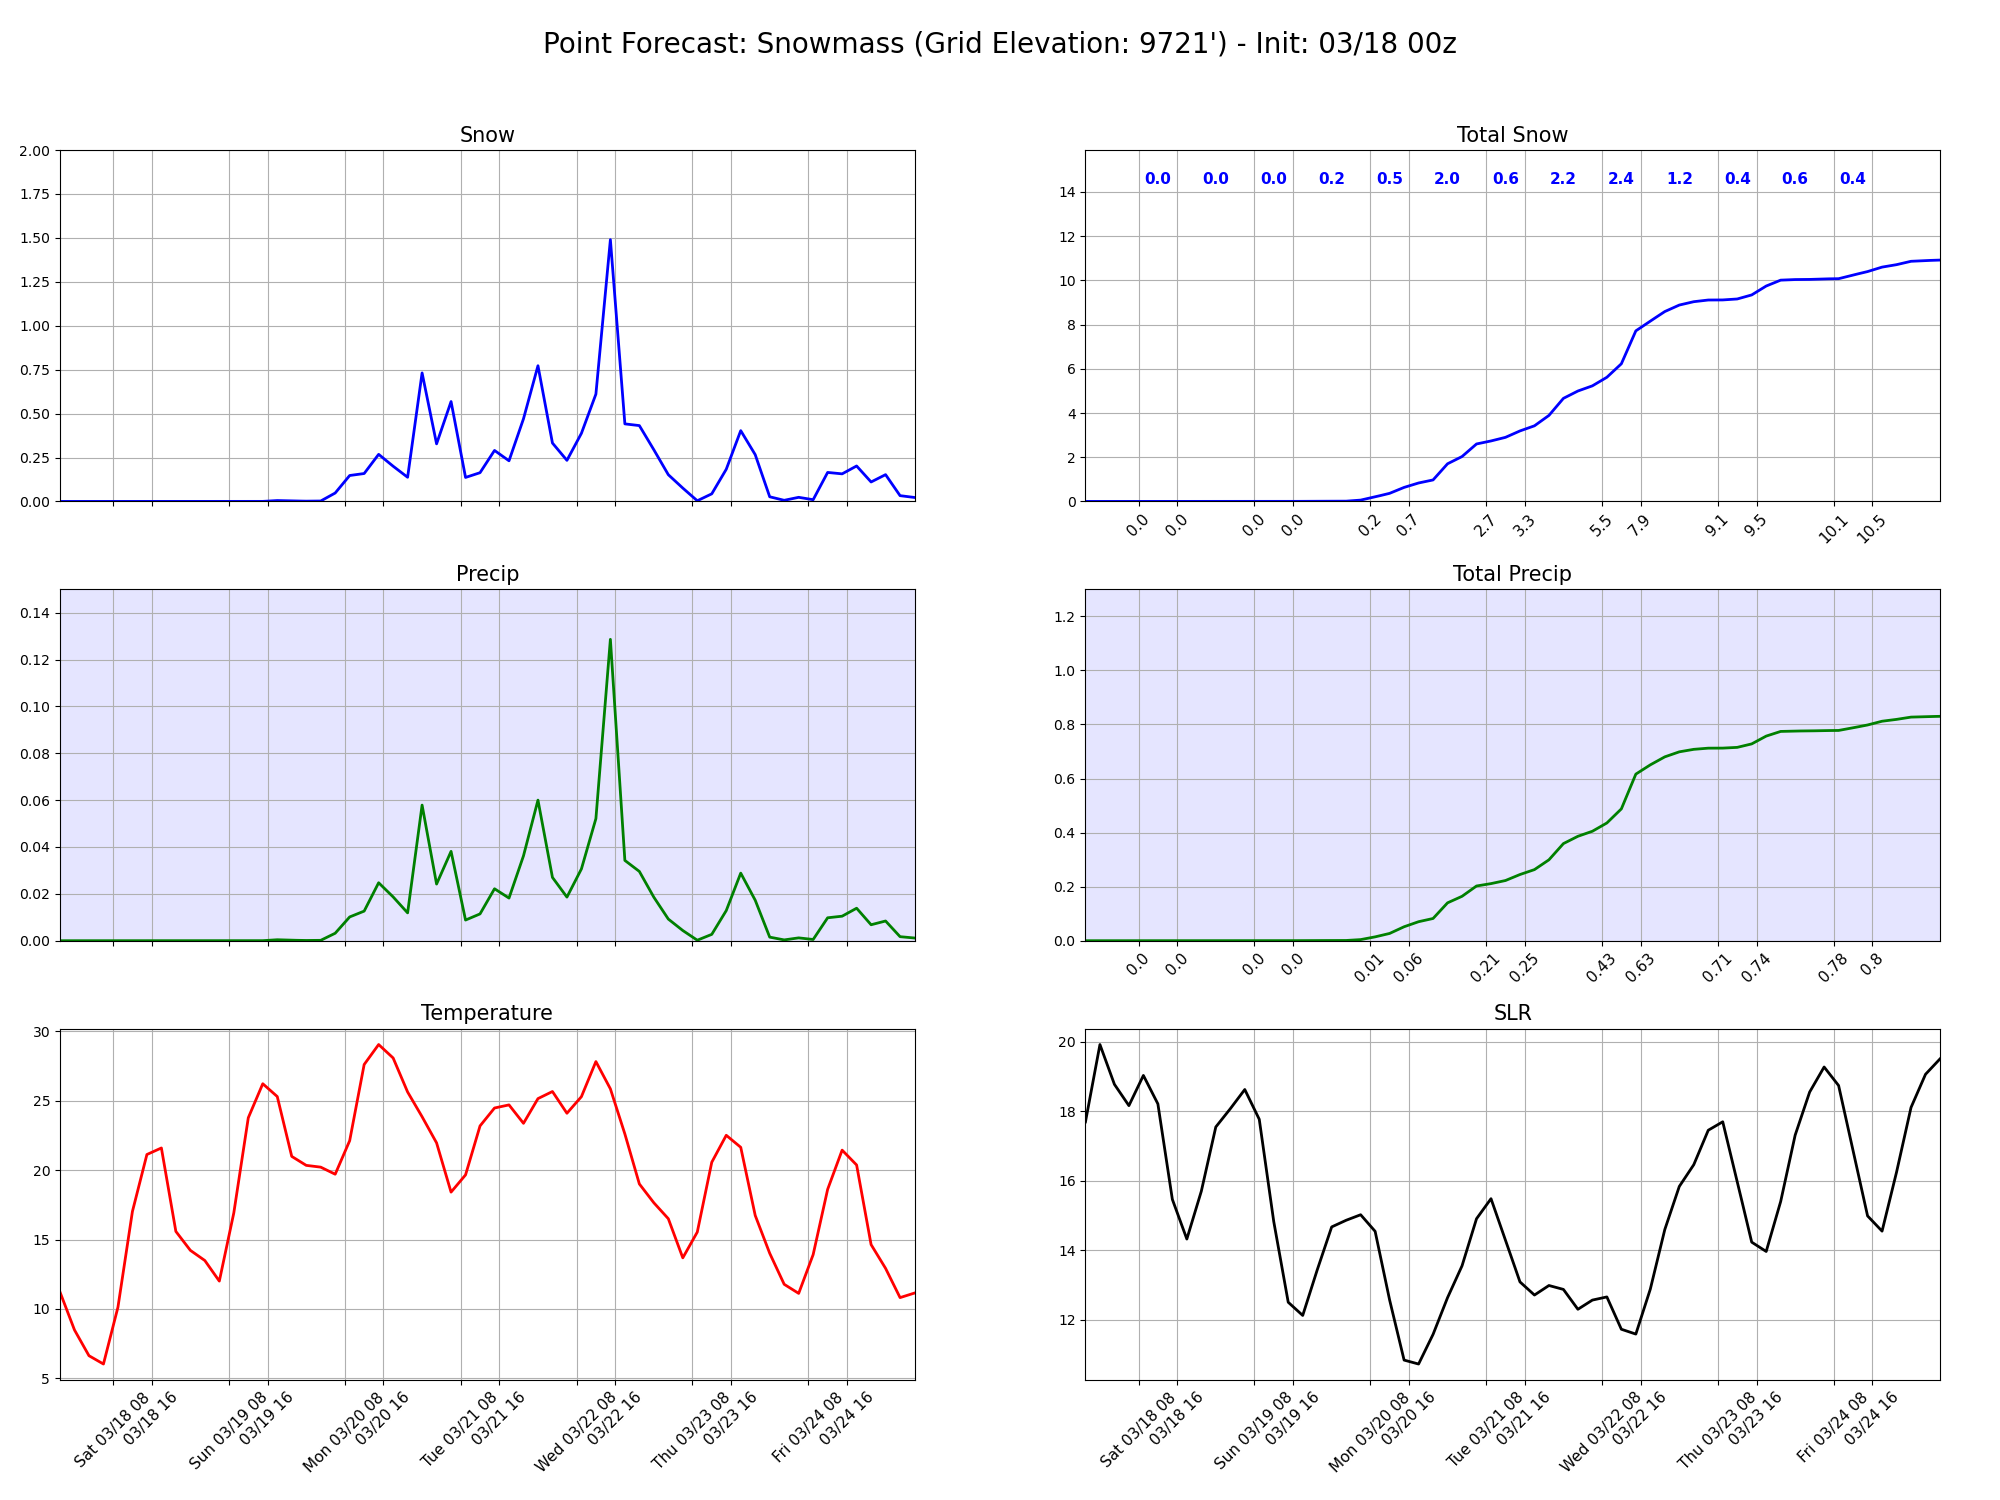 Point Forecast: Snowmass (Grid Elevation: 9721') - Init: 03/18 00z
Snow
2.00
1.75
1.50
1.25
1.00
0.75
0.50
0.25
0.00
Total Snow
0.0 0.0 0.0 0.2 0.5 2.0 0.6 2.2 2.4 1.2 0.4 0.6 0.4
14
12
10
8
6
4
2
0
0.0 0.0 0.0 0.0 0.2 0.7 2.7 3.3 5.5 7.9 9.1 9.5 10.1 10.5
Precip
0.14
0.12
0.10
0.08
0.06
0.04
0.02
0.00
Total Precip
1.2
1.0
0.8
0.6
0.4
0.2
0.0
0.0 0.0 0.0 0.0 0.01 0.06 0.21 0.25 0.43 0.63 0.71 0.74 0.78 0.8
Temperature
30
25
20
15
10
5
Sat 03/18 08
03/18 16
Sun 03/19 08
03/19 16
Mon 03/20 08
03/20 16
Tue 03/21 08
03/21 16
Wed 03/22 08
03/22 16
Thu 03/23 08
03/23 16
Fri 03/24 08
03/24 16
SLR
20
18
16
14
12
Sat 03/18 08
03/18 16
Sun 03/19 08
03/19 16
Mon 03/20 08
03/20 16
Tue 03/21 08
03/21 16
Wed 03/22 08
03/22 16
Thu 03/23 08
03/23 16
Fri 03/24 08
03/24 16